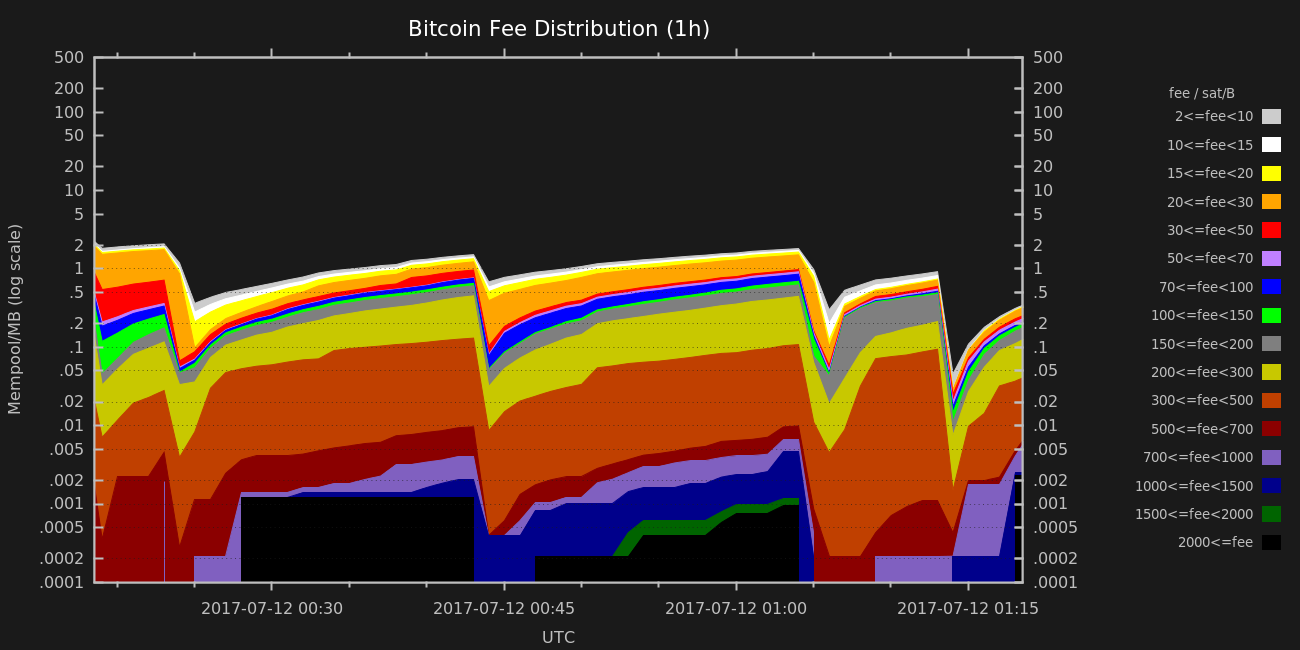 Bitcoin Fee Distribution (1h)
Mempool/MB (log scale)
500
200
100
50
20
10
5
2
1
.5
.2
.1
.05
.02
.01
.005
.002
.001
.0005
.0002
.0001
500
200
100
50
20
10
5
2
1
.5
.2
.1
.05
.02
.01
.005
.002
.001
.0005
.0002
.0001
2017-07-12 00:30
2017-07-12 00:45
2017-07-12 01:00
2017-07-12 01:15
UTC
fee / sat/B
2<=fee<10
10<=fee<15
15<=fee<20
20<=fee<30
30<=fee<50
50<=fee<70
70<=fee<100
100<=fee<150
150<=fee<200
200<=fee<300
300<=fee<500
500<=fee<700
700<=fee<1000
1000<=fee<1500
1500<=fee<2000
2000<=fee